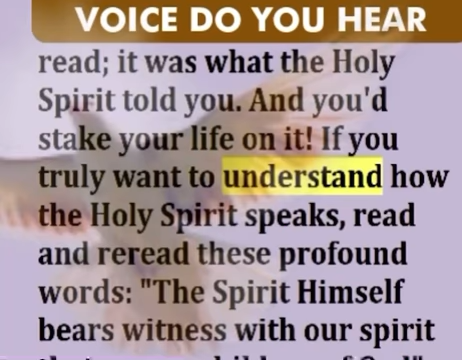 VOICE DO YOU HEAR
read; it was what the Holy
Spirit told you. And you'd
stake your life on it! If you
truly want to understand how
the Holy Spirit speaks, read
and reread these profound
words: "The Spirit Himself
bears witness with our spirit